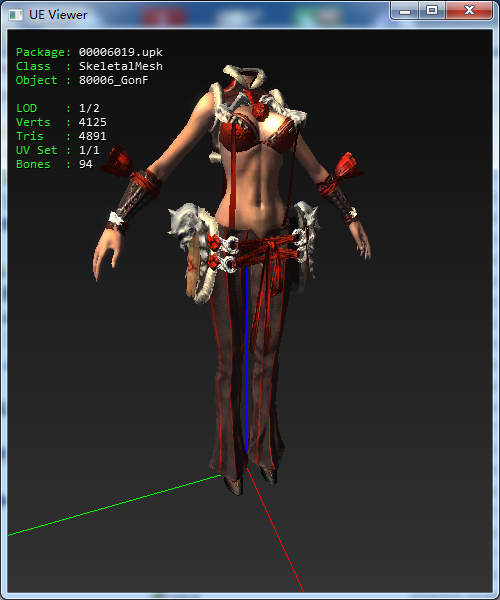 UE Viewer
Package: 00006019.upk
Class : SkeletalMesh
Object : 80006_GonF
LOD : 1/2
Verts : 4125
Tris : 4891
UV Set : 1/1
Bones : 94